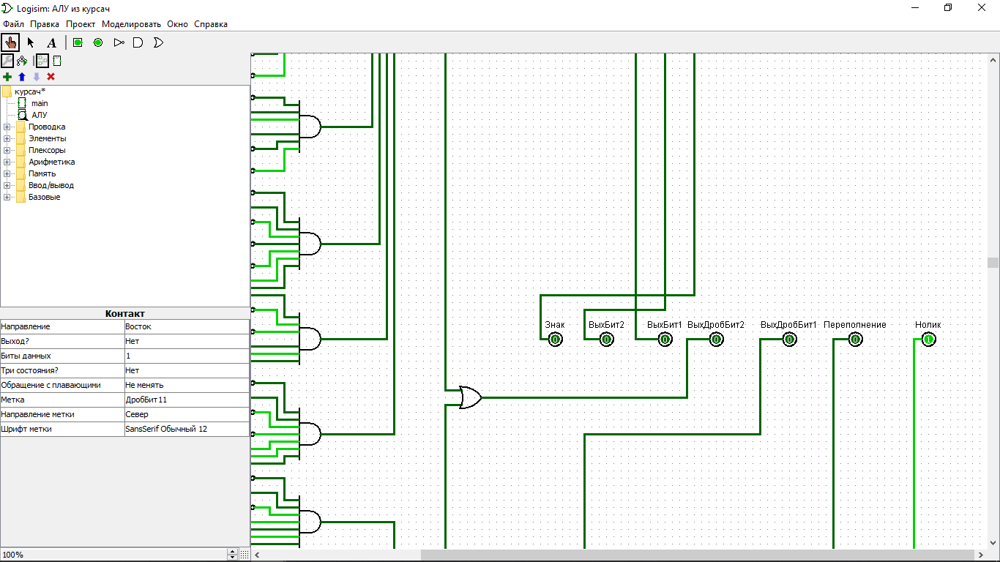 Logisim: АЛУ из курсач
Файл Правка Проект Моделировать Окно Справка
A
курсач*
main
АЛУ
Проводка
Элементы
Плексоры
Арифметика
Память
Ввод/вывод
Базовые
Контакт
Направление Восток
Выход? Нет
Биты данных 1
Три состояния? Нет
Обращение с плавающими Не менять
Метка ДробБит11
Направление метки Север
Шрифт метки SansSerif Обычный 12
100%
Знак ВыхБит2 ВыхБит1 ВыхДробБит2 ВыхДробБит1 Переполнение Нолик
0 0 0 0 0 0 1